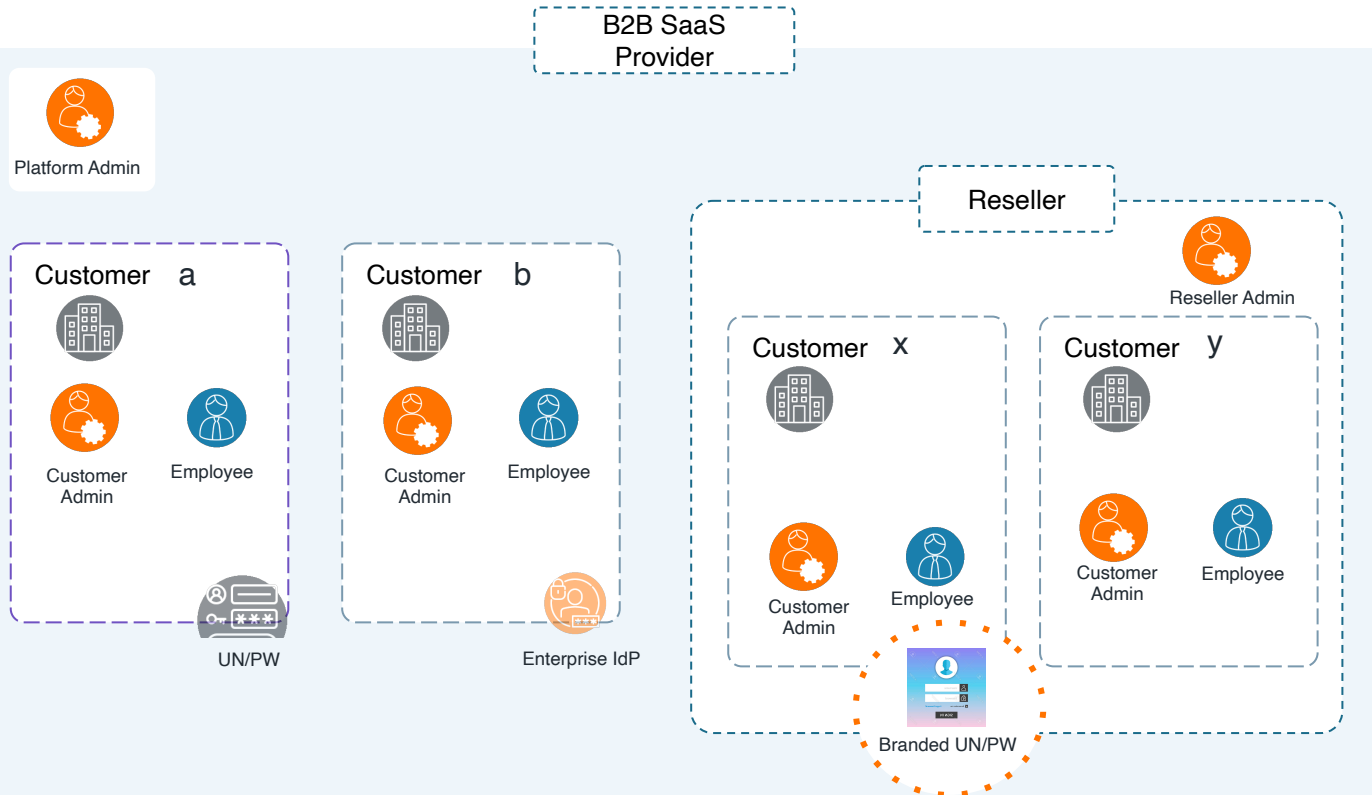 B2B SaaS
Provider
Platform Admin
Reseller
Reseller Admin
Customer a
Customer Admin
Employee
UN/PW
Customer b
Customer Admin
Employee
Enterprise IdP
Customer x
Customer Admin
Employee
Customer y
Customer Admin
Employee
Branded UN/PW